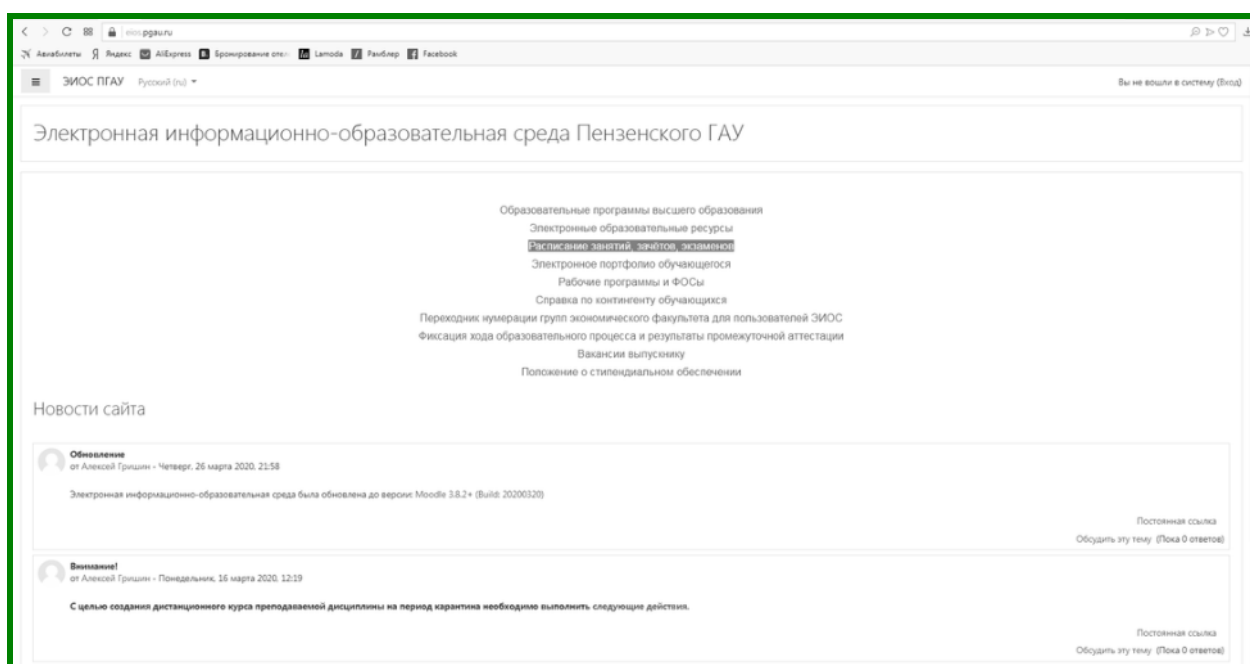 eios.pgau.ru
Авиабилеты Яндекс AliExpress Бронирование отел Lamoda Рамблер Facebook
ЭИОС ПГАУ Русский (ru)
Вы не вошли в систему (Вход)
Электронная информационно-образовательная среда Пензенского ГАУ
Образовательные программы высшего образования
Электронные образовательные ресурсы
Расписание занятий, зачётов, экзаменов
Электронное портфолио обучающегося
Рабочие программы и ФОСы
Справка по контингенту обучающихся
Переходник нумерации групп экономического факультета для пользователей ЭИОС
Фиксация хода образовательного процесса и результаты промежуточной аттестации
Вакансии выпускнику
Положение о стипендиальном обеспечении
Новости сайта
Обновление
от Алексей Гришин - Четверг, 26 марта 2020, 21:58
Электронная информационно-образовательная среда была обновлена до версии: Moodle 3.8.2+ (Build: 20200320)
Постоянная ссылка
Обсудить эту тему (Пока 0 ответов)
Внимание!
от Алексей Гришин - Понедельник, 16 марта 2020, 12:19
С целью создания дистанционного курса преподаваемой дисциплины на период карантина необходимо выполнить следующие действия.
Постоянная ссылка
Обсудить эту тему (Пока 0 ответов)